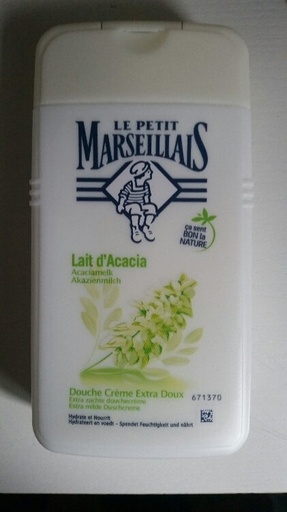 LE PETIT
MARSEILLAIS
ça sent
BON la
NATURE
Lait d'Acacia
Acaciamelk
Akazienmilch
Douche Crème Extra Doux
Extra zachte douchecrème
Extra milde Duschcreme
671370
Hydrate et Nourrit
Hydrateert en voedt - Spendet Feuchtigkeit und nährt